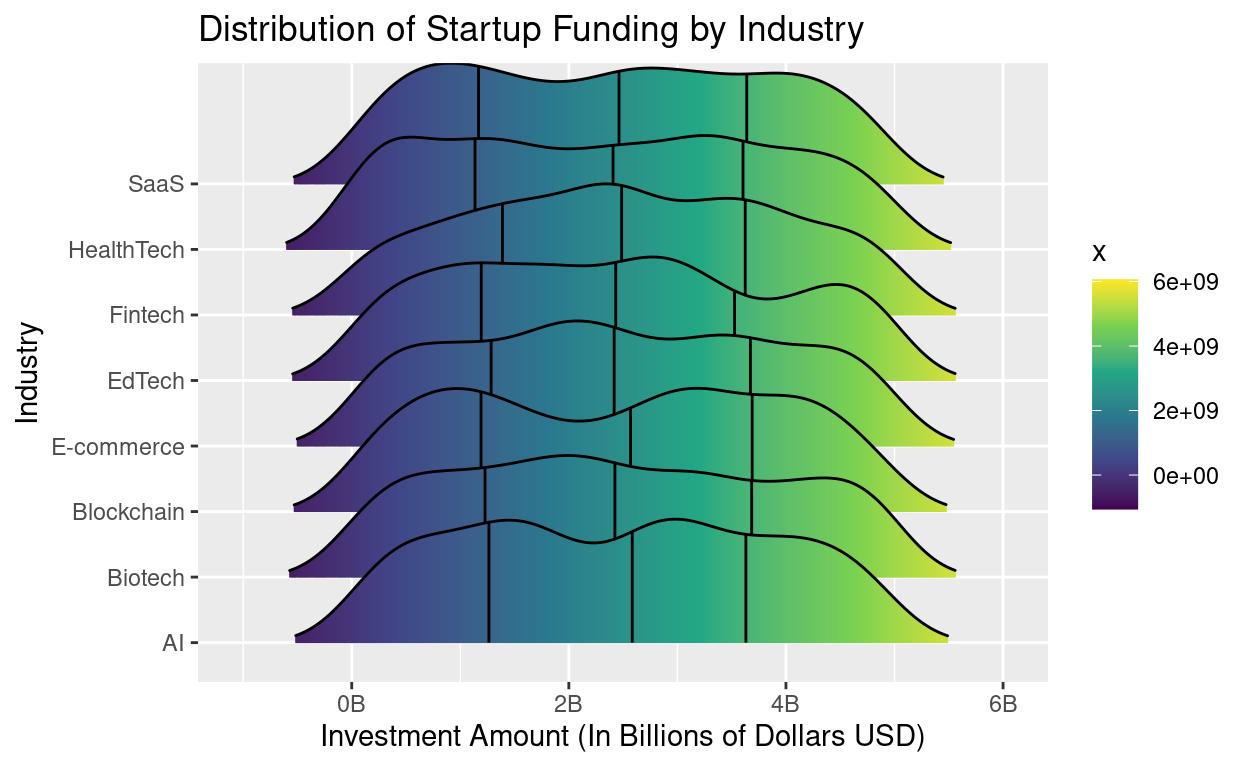 Distribution of Startup Funding by Industry
Industry
SaaS
HealthTech
Fintech
EdTech
E-commerce
Blockchain
Biotech
AI
0B 2B 4B 6B
Investment Amount (In Billions of Dollars USD)
x
6e+09
4e+09
2e+09
0e+00